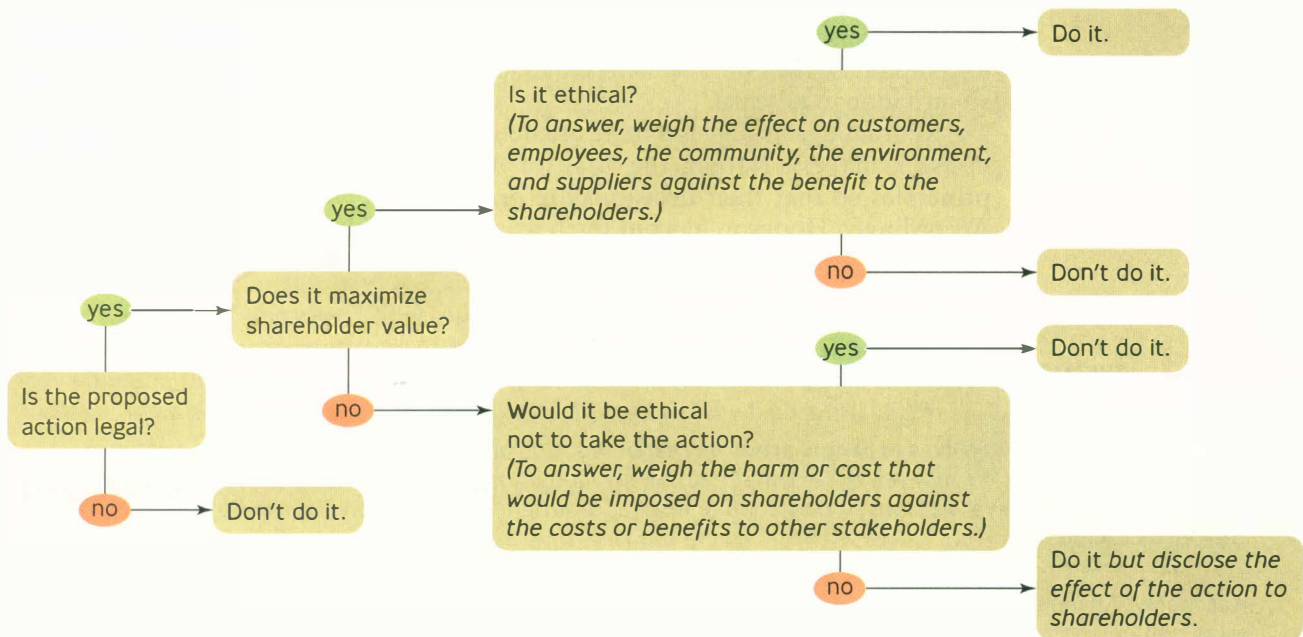 Is the proposed
action legal?
yes
no
Don't do it.
Does it maximize
shareholder value?
yes
no
Is it ethical?
(To answer, weigh the effect on customers,
employees, the community, the environment,
and suppliers against the benefit to the
shareholders.)
yes
Do it.
no
Don't do it.
Would it be ethical
not to take the action?
(To answer, weigh the harm or cost that
would be imposed on shareholders against
the costs or benefits to other stakeholders.)
yes
Don't do it.
no
Do it but disclose the
effect of the action to
shareholders.